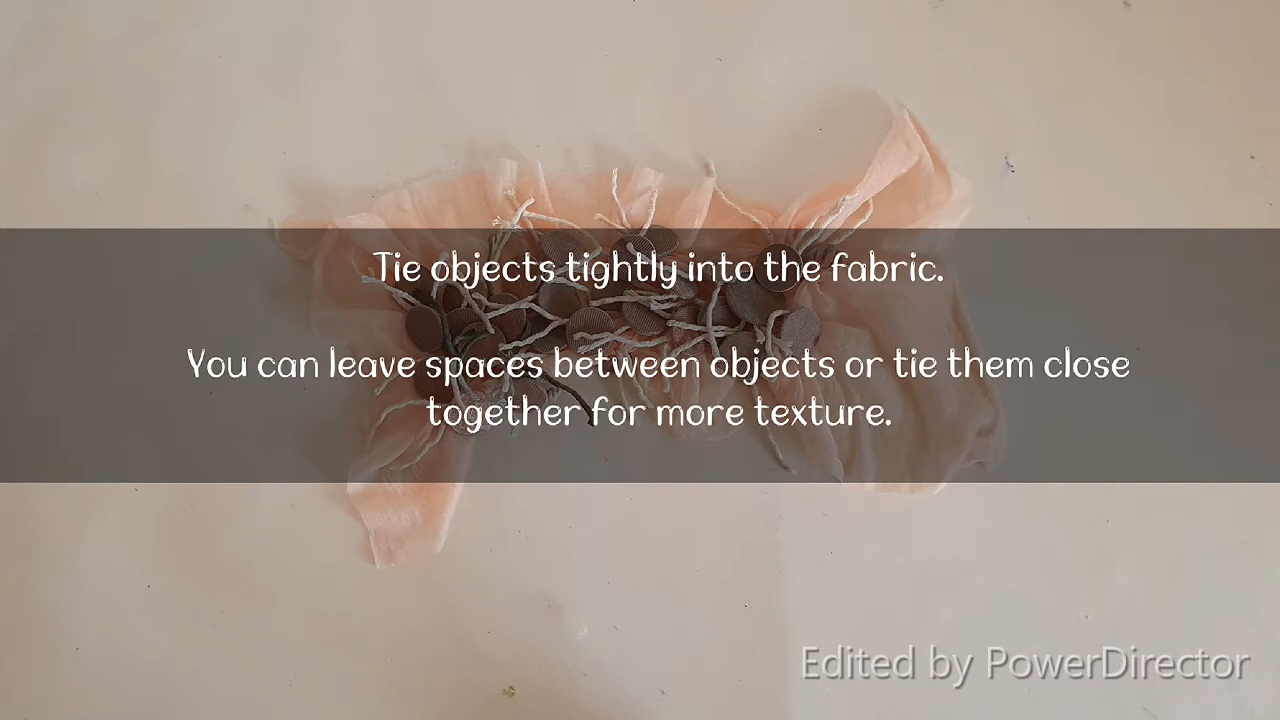 Tie objects tightly into the fabric.
You can leave spaces between objects or tie them close
together for more texture.
Edited by PowerDirector